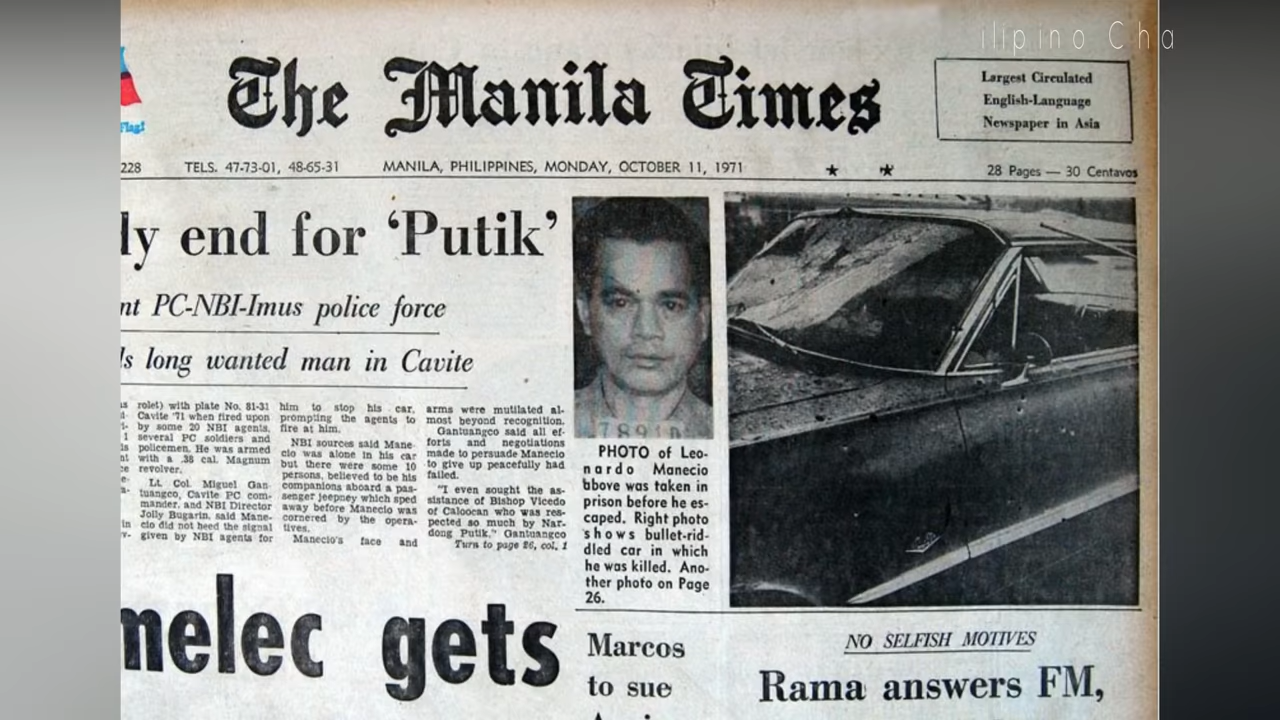 ilipino Cha
The Manila Times
Largest Circulated
English-Language
Newspaper in Asia
Flag!
228 TELS. 47-73-01, 48-65-31 MANILA, PHILIPPINES, MONDAY, OCTOBER 11, 1971 28 Pages — 30 Centavos
ly end for 'Putik'
nt PC-NBI-Imus police force
ls long wanted man in Cavite
rolet) with plate No. 81-31
Cavite '71 when fired upon
by some 20 NBI agents,
several PC soldiers and
policemen. He was armed
with a .38 cal. Magnum
revolver.
Lt. Col. Miguel Gan-
tuangco, Cavite PC com-
mander, and NBI Director
Jolly Bugarin, said Mane-
cio did not heed the signal
given by NBI agents for
him to stop his car,
prompting the agents to
fire at him.
NBI sources said Mane-
cio was alone in his car
but there were some 10
persons, believed to be his
companions aboard a pas-
senger jeepney which sped
away before Manecio was
cornered by the opera-
tives.
Manecio's face and
arms were mutilated al-
most beyond recognition.
Gantuangco said all ef-
forts and negotiations
made to persuade Manecio
to give up peacefully had
failed.
"I even sought the as-
sistance of Bishop Vicedo
of Caloocan who was res-
pected so much by Nar-
dong Putik," Gantuangco
Turn to page 26, col. 1
PHOTO of Leo-
nardo Manecio
above was taken in
prison before he es-
caped. Right photo
shows bullet-rid-
dled car in which
he was killed. Ano-
ther photo on Page
26.
melec gets
Marcos
to sue
NO SELFISH MOTIVES
Rama answers FM,